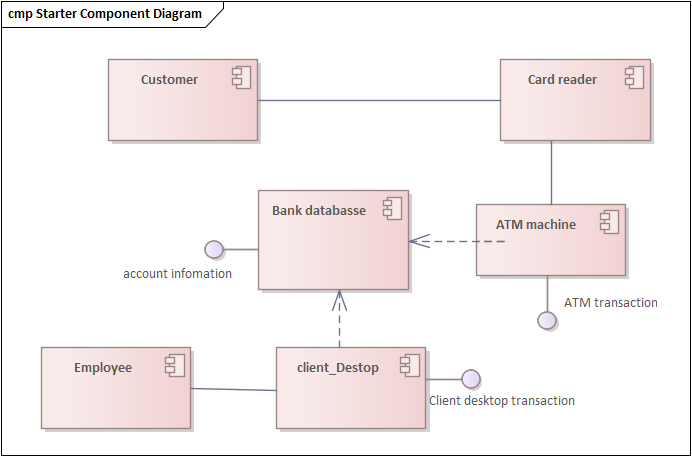 cmp Starter Component Diagram
Customer
Card reader
Bank databasse
ATM machine
account infomation
ATM transaction
Employee
client_Destop
Client desktop transaction